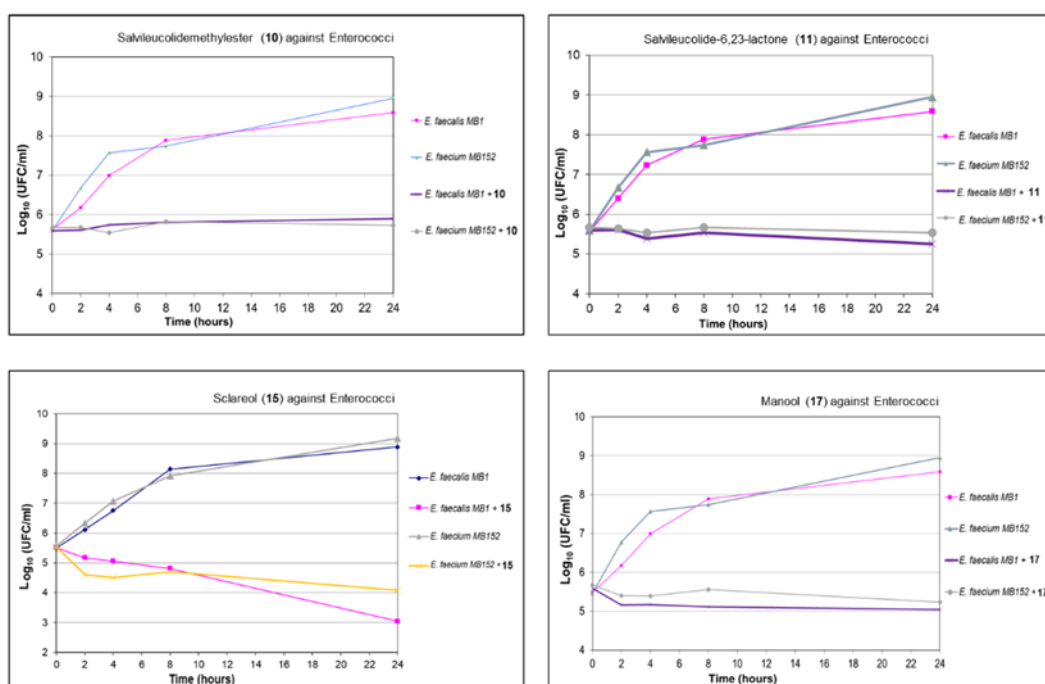 Salvileucolidemethylester (10) against Enterococci
10
9
8
7
6
5
4
Log10 (UFC/ml)
0 2 4 6 8 10 12 14 16 18 20 22 24
Time (hours)
E. faecalis MB1
E. faecium MB152
E. faecalis MB1 + 10
E. faecium MB152 + 10
Salvileucolide-6,23-lactone (11) against Enterococci
10
9
8
7
6
5
4
Log10 (UFC/ml)
0 2 4 6 8 10 12 14 16 18 20 22 24
Time (hours)
E. faecalis MB1
E. faecium MB152
E. faecalis MB1 + 11
E. faecium MB152 + 11
Sclareol (15) against Enterococci
10
9
8
7
6
5
4
3
2
Log10 (UFC/ml)
0 2 4 6 8 10 12 14 16 18 20 22 24
Time (hours)
E. faecalis MB1
E. faecalis MB1 + 15
E. faecium MB152
E. faecium MB152 + 15
Manool (17) against Enterococci
10
9
8
7
6
5
4
Log10 (UFC/ml)
0 2 4 6 8 10 12 14 16 18 20 22 24
Time (hours)
E. faecalis MB1
E. faecium MB152
E. faecalis MB1 + 17
E. faecium MB152 + 17